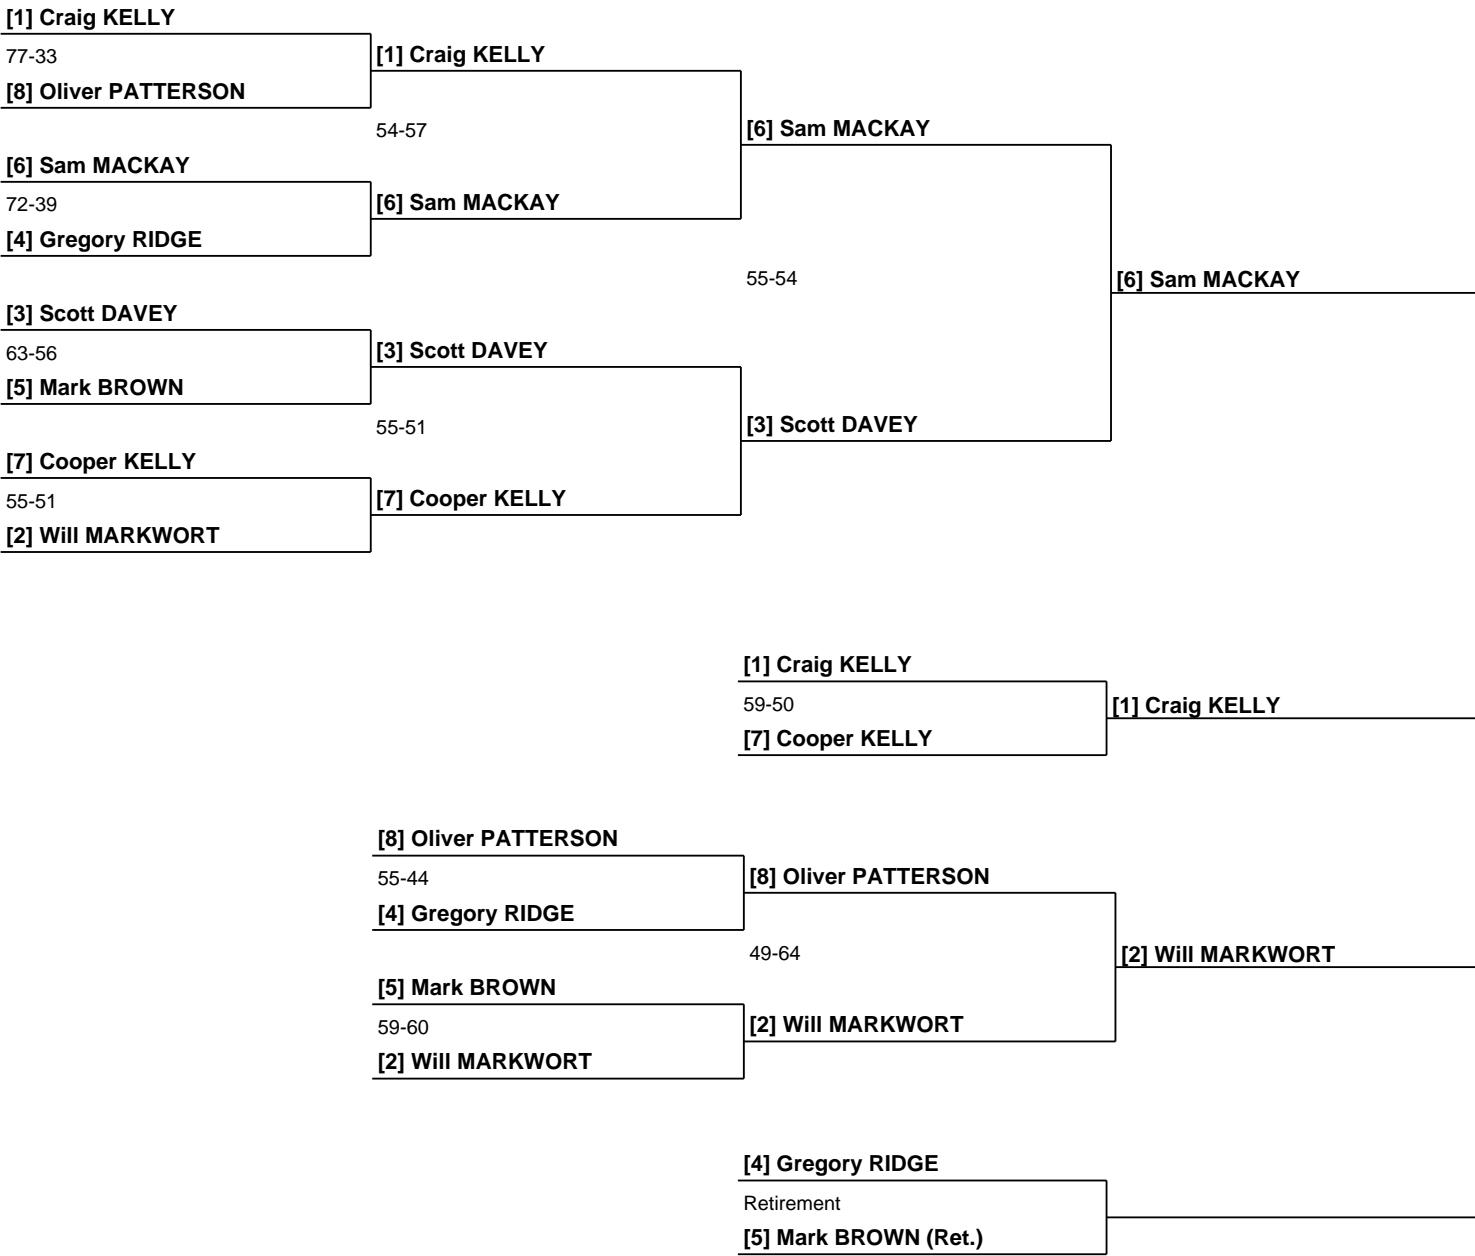 [1] Craig KELLY
77-33
[8] Oliver PATTERSON
[1] Craig KELLY
54-57
[6] Sam MACKAY
72-39
[4] Gregory RIDGE
[6] Sam MACKAY
[6] Sam MACKAY
55-54
[6] Sam MACKAY
[3] Scott DAVEY
63-56
[5] Mark BROWN
[3] Scott DAVEY
55-51
[3] Scott DAVEY
[7] Cooper KELLY
55-51
[2] Will MARKWORT
[7] Cooper KELLY
[1] Craig KELLY
59-50
[7] Cooper KELLY
[1] Craig KELLY
[8] Oliver PATTERSON
55-44
[4] Gregory RIDGE
[8] Oliver PATTERSON
49-64
[2] Will MARKWORT
[5] Mark BROWN
59-60
[2] Will MARKWORT
[2] Will MARKWORT
[4] Gregory RIDGE
Retirement
[5] Mark BROWN (Ret.)